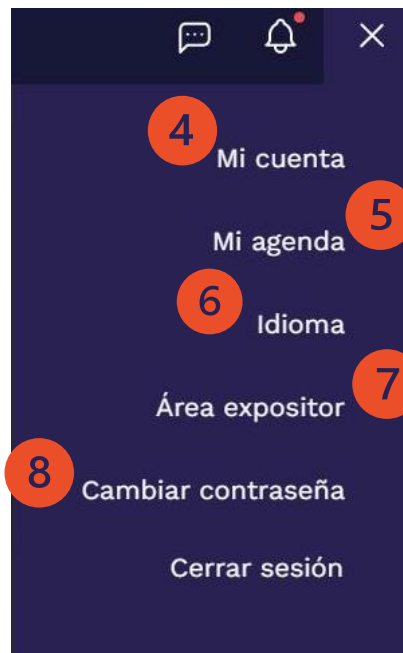 4
Mi cuenta
5
Mi agenda
6
Idioma
7
Área expositor
8
Cambiar contraseña
Cerrar sesión